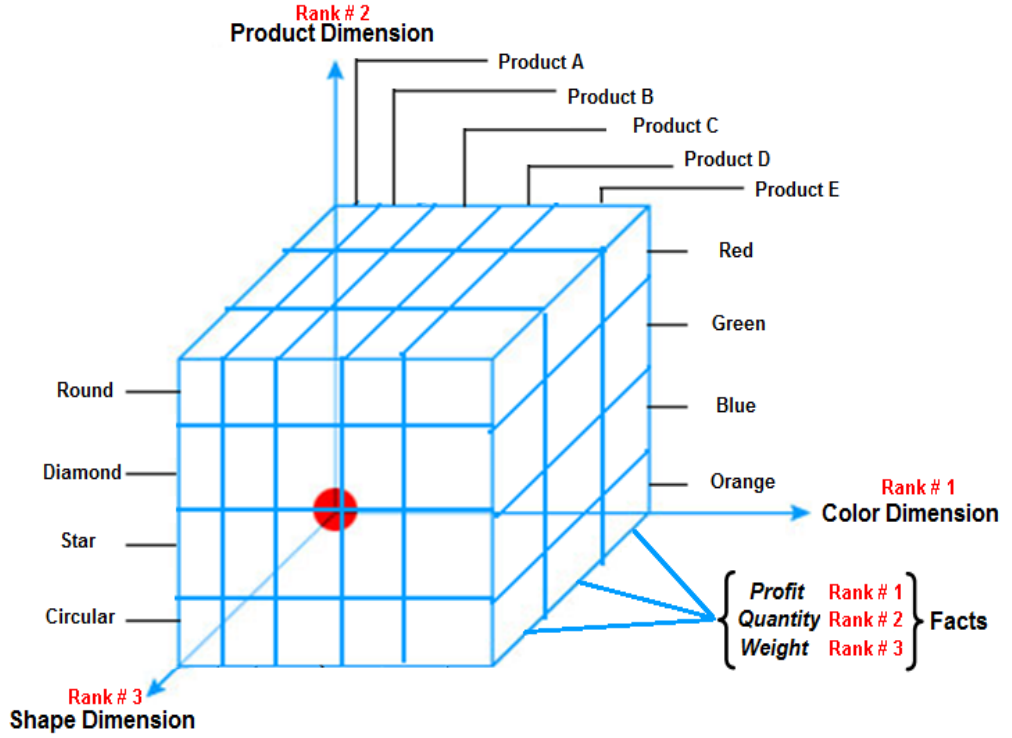 Rank # 2
Product Dimension
Product A
Product B
Product C
Product D
Product E
Red
Green
Blue
Orange
Round
Diamond
Star
Circular
Rank # 1
Color Dimension
Profit Rank # 1
Quantity Rank # 2
Weight Rank # 3
Facts
Rank # 3
Shape Dimension